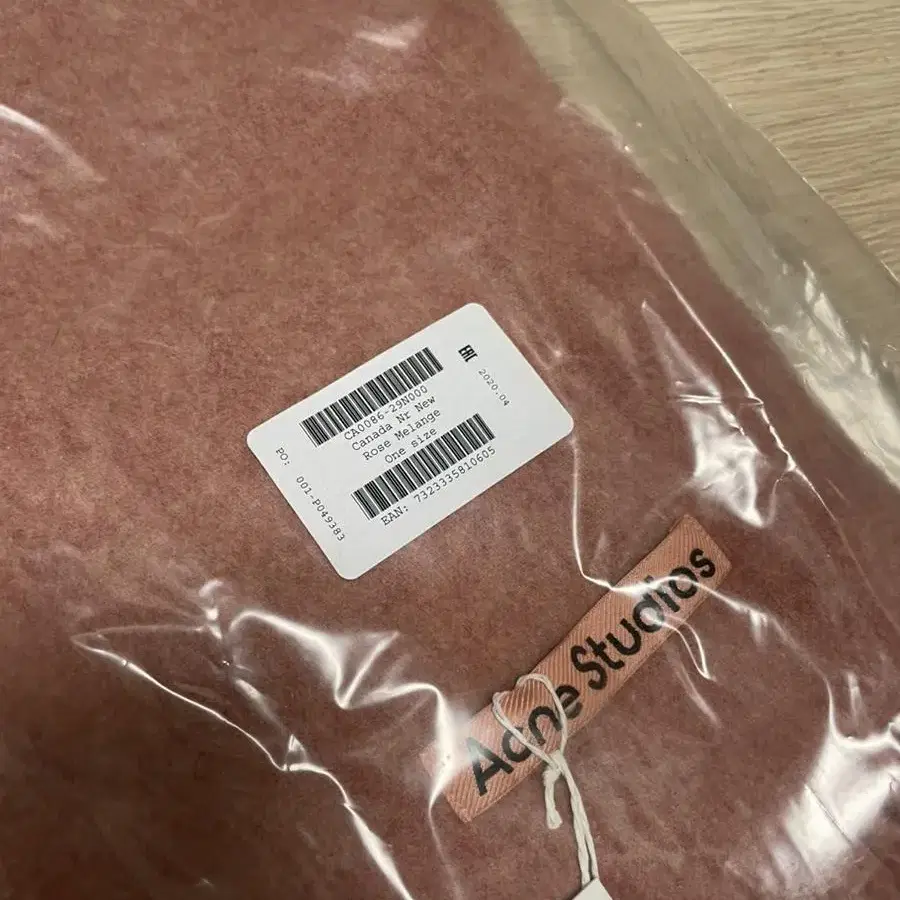 EAC
2020.04
CA0086-29N000
Canada Nr New
Rose Melange
One size
EAN: 7323335810605
PO:
001-P049383
Acne Studios